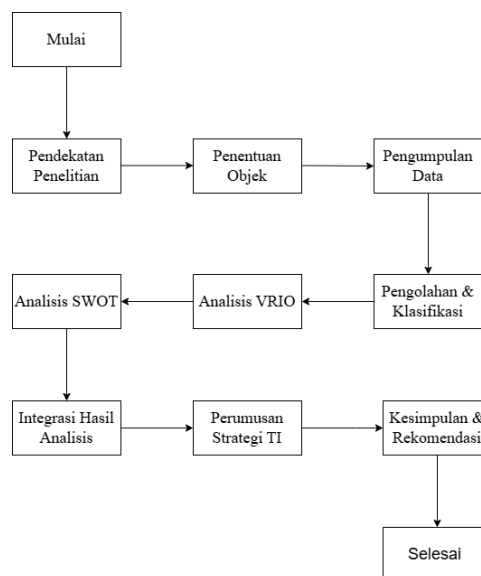 Mulai
Pendekatan
Penelitian
Penentuan
Objek
Pengumpulan
Data
Analisis SWOT
Analisis VRIO
Pengolahan &
Klasifikasi
Integrasi Hasil
Analisis
Perumusan
Strategi TI
Kesimpulan &
Rekomendasi
Selesai